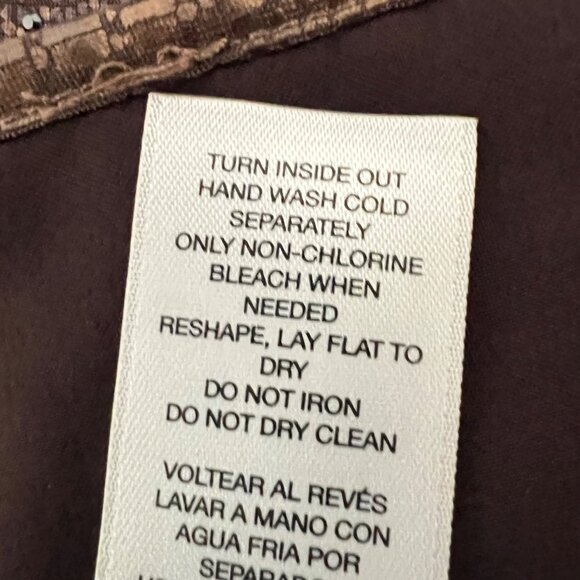 TURN INSIDE OUT
HAND WASH COLD
SEPARATELY
ONLY NON-CHLORINE
BLEACH WHEN
NEEDED
RESHAPE, LAY FLAT TO
DRY
DO NOT IRON
DO NOT DRY CLEAN
VOLTEAR AL REVÉS
LAVAR A MANO CON
AGUA FRIA POR